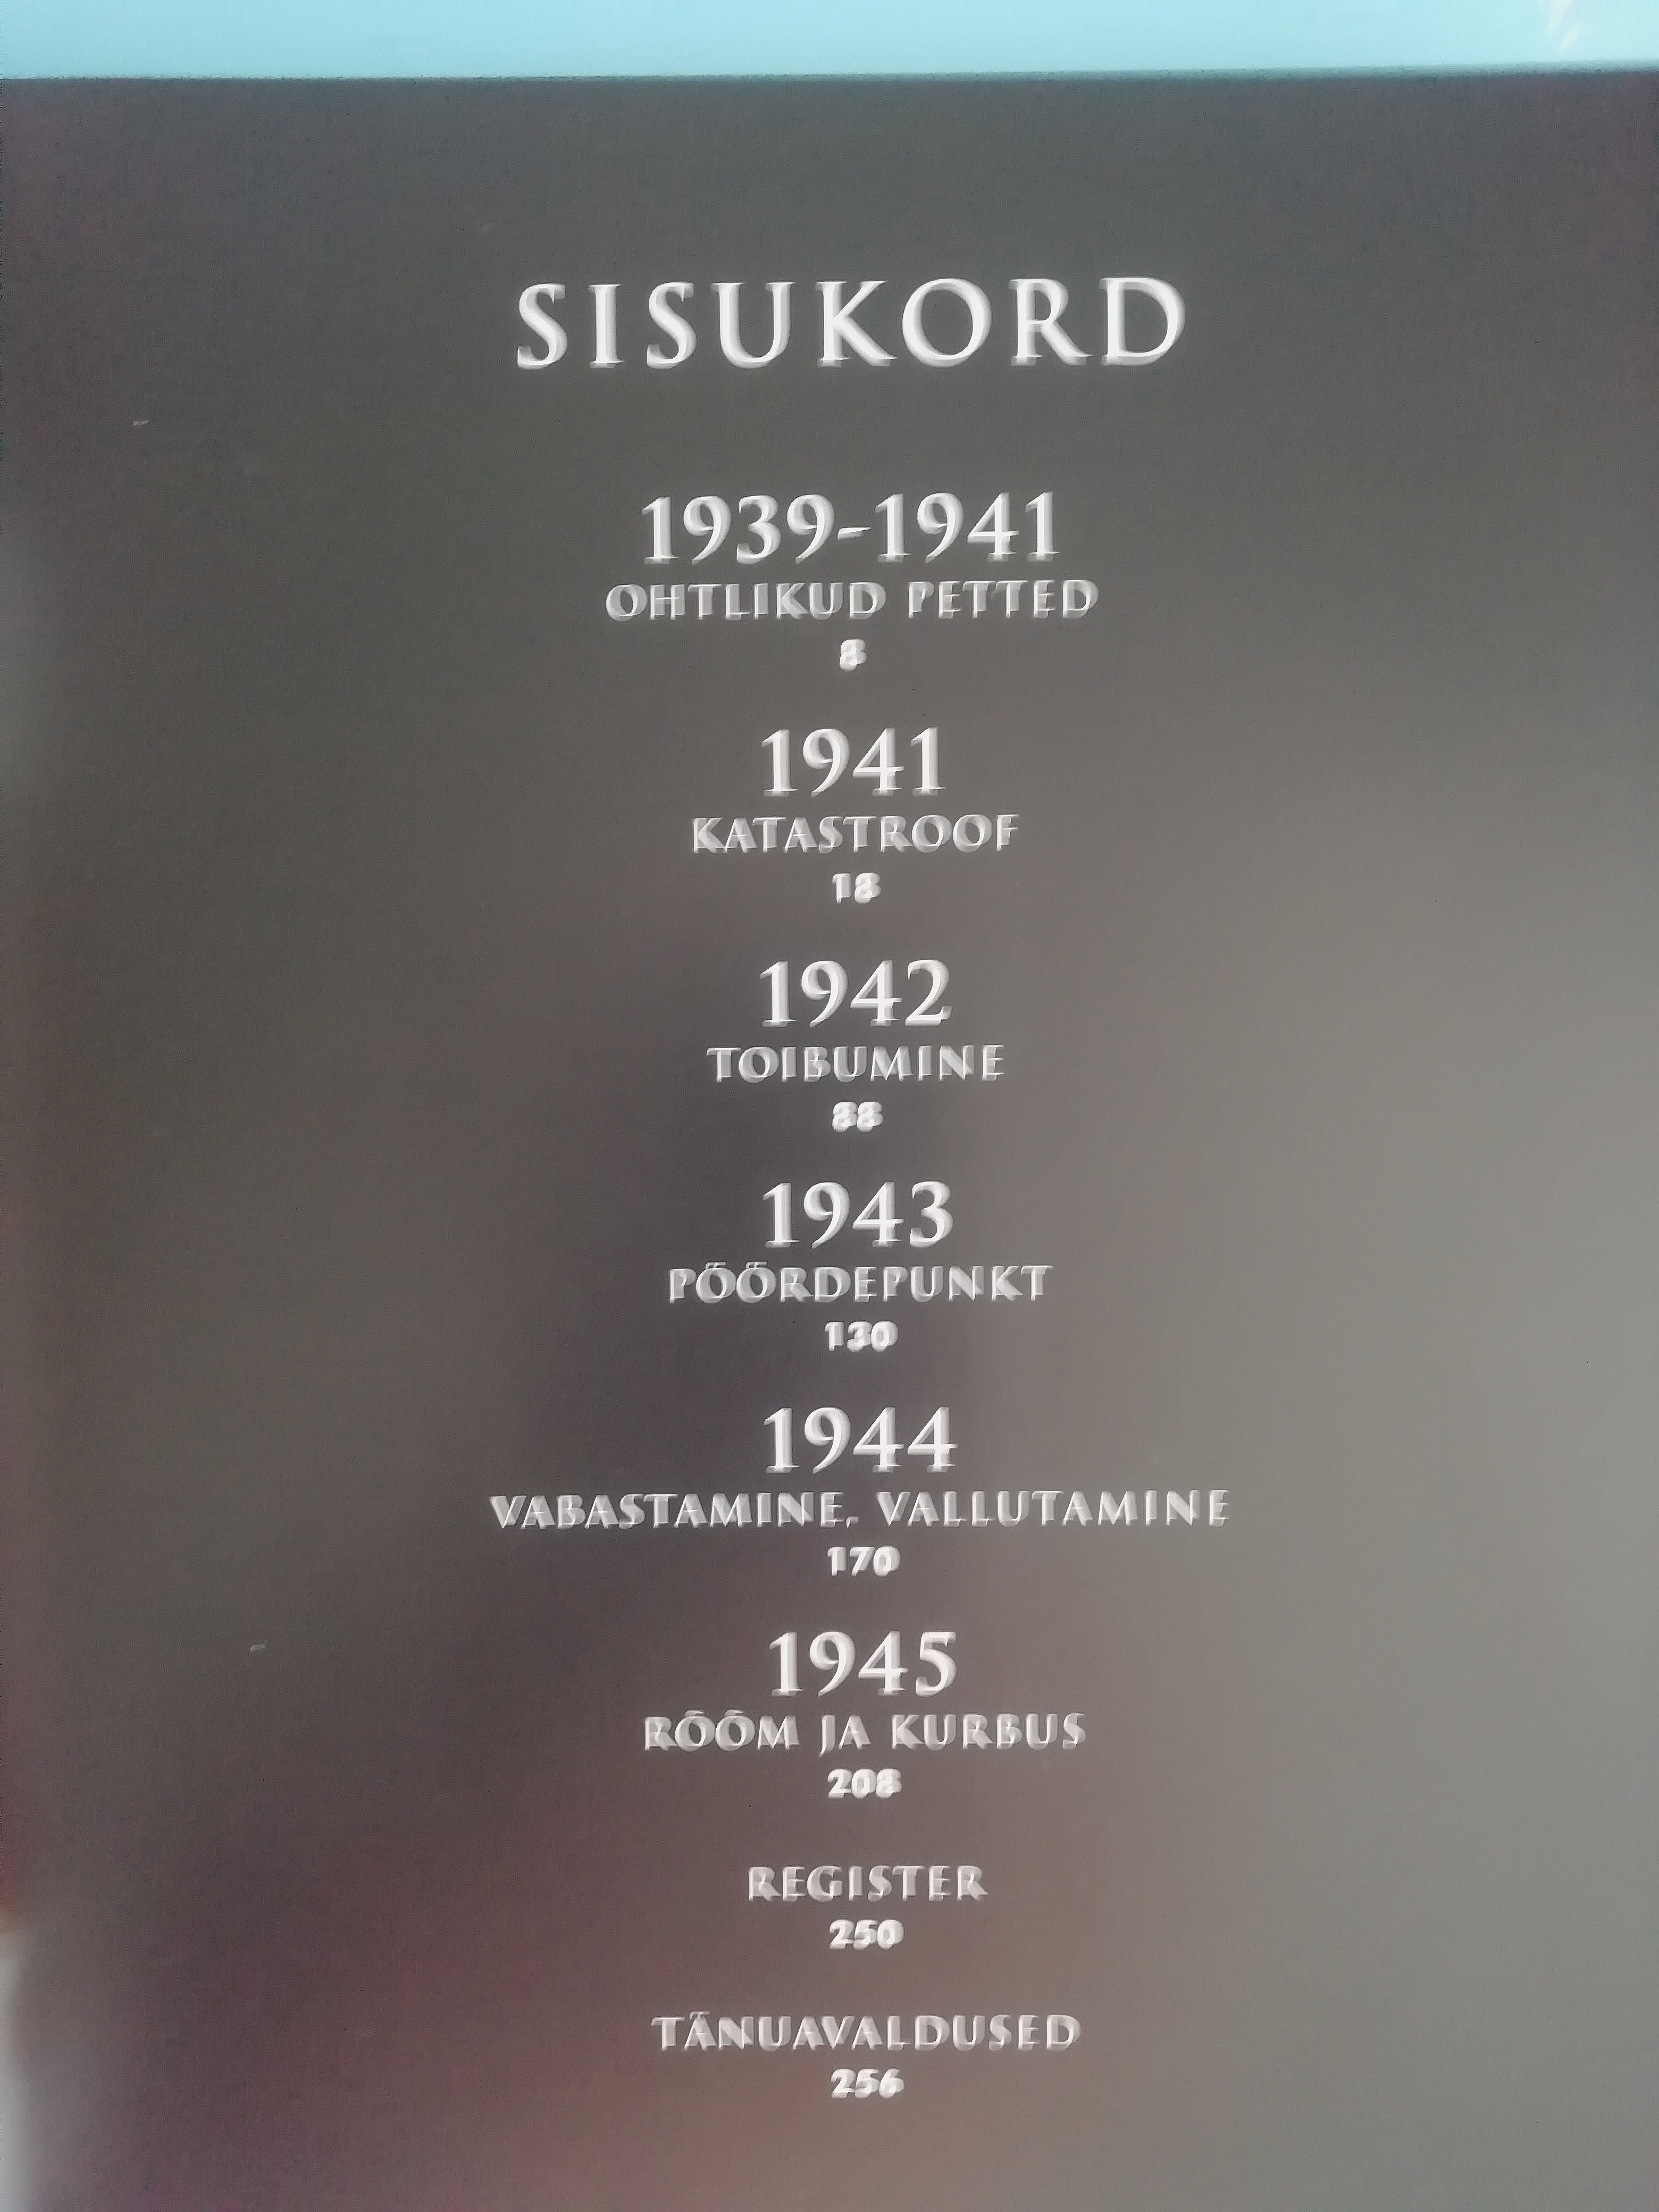 SISUKORD
1939-1941
OHTLIKUD PETTED
8
1941
KATASTROOF
18
1942
TOIBUMINE
88
1943
PÖÖRDEPUNKT
130
1944
VABASTAMINE, VALLUTAMINE
170
1945
RÕÕM JA KURBUS
208
REGISTER
250
TÄNUAVALDUSED
256